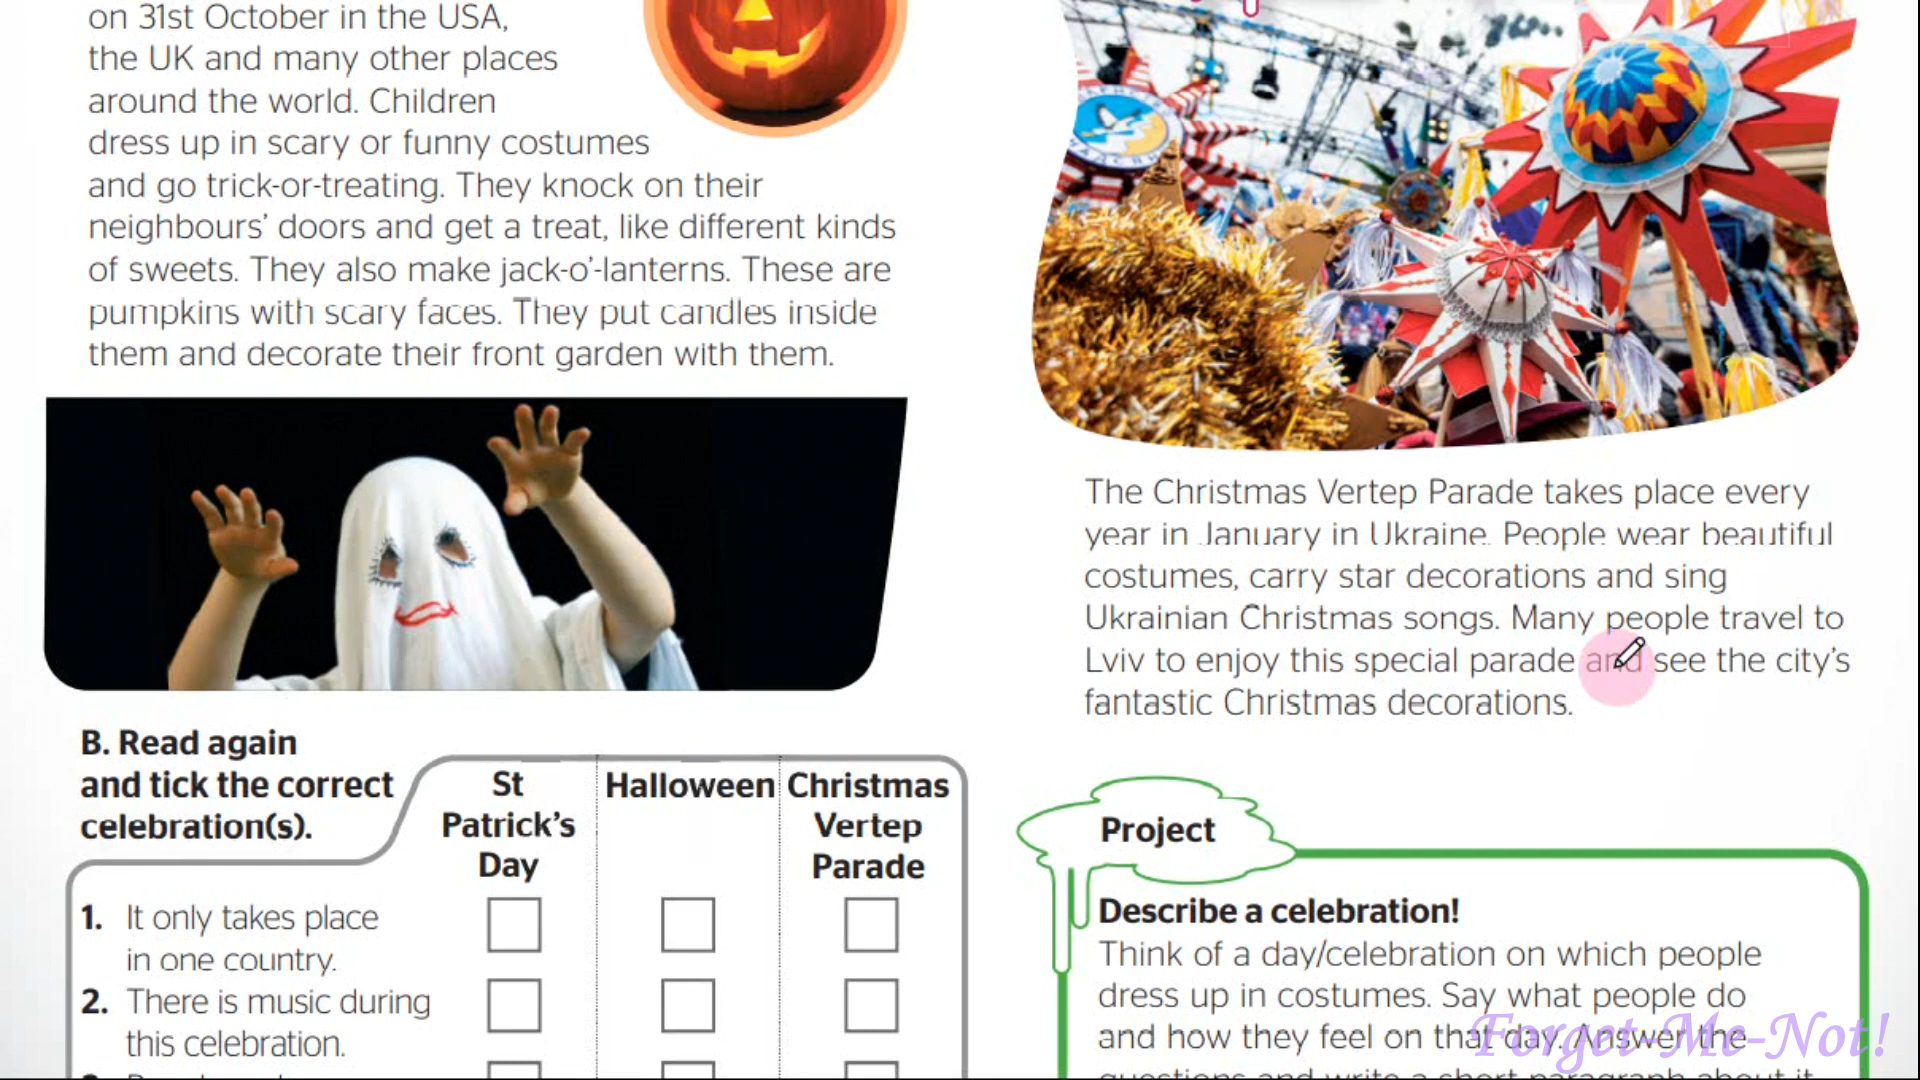 on 31st October in the USA,
the UK and many other places
around the world. Children
dress up in scary or funny costumes
and go trick-or-treating. They knock on their
neighbours’ doors and get a treat, like different kinds
of sweets. They also make jack-o’-lanterns. These are
pumpkins with scary faces. They put candles inside
them and decorate their front garden with them.
B. Read again
and tick the correct
celebration(s).
St
Patrick’s
Day
Halloween
Christmas
Vertep
Parade
1. It only takes place
in one country.
2. There is music during
this celebration.
The Christmas Vertep Parade takes place every
year in January in Ukraine. People wear beautiful
costumes, carry star decorations and sing
Ukrainian Christmas songs. Many people travel to
Lviv to enjoy this special parade and see the city’s
fantastic Christmas decorations.
Project
Describe a celebration!
Think of a day/celebration on which people
dress up in costumes. Say what people do
and how they feel on that day. Answer the
questions and write a short paragraph about it
Forget-Me-Not!